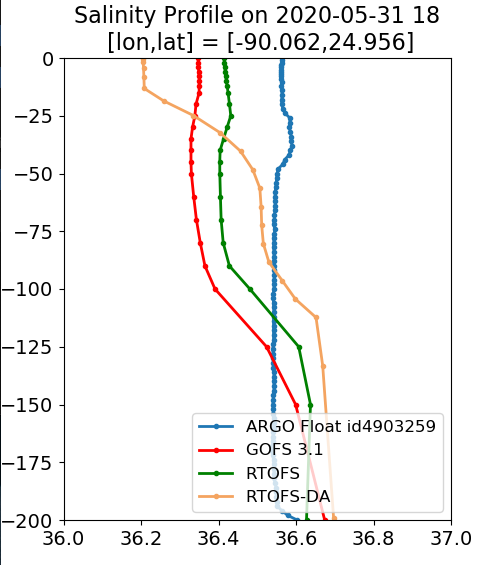 Salinity Profile on 2020-05-31 18
[lon,lat] = [-90.062,24.956]
0
−25
−50
−75
−100
−125
−150
−175
−200
ARGO Float id4903259
GOFS 3.1
RTOFS
RTOFS-DA
36.0 36.2 36.4 36.6 36.8 37.0